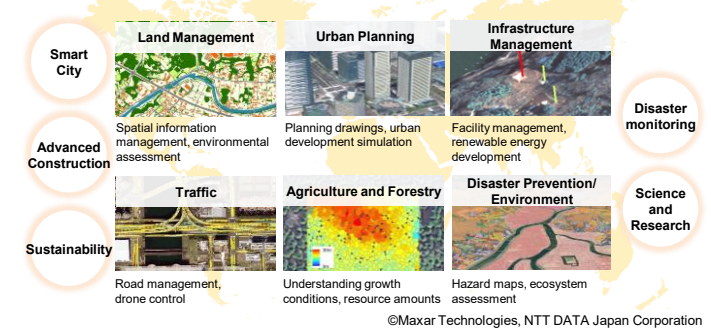 Smart
City
Advanced
Construction
Sustainability
Land Management
Spatial information
management, environmental
assessment
Urban Planning
Planning drawings, urban
development simulation
Infrastructure
Management
Facility management,
renewable energy
development
Traffic
Road management,
drone control
Agriculture and Forestry
Understanding growth
conditions, resource amounts
Disaster Prevention/
Environment
Hazard maps, ecosystem
assessment
Disaster
monitoring
Science
and
Research
©Maxar Technologies, NTT DATA Japan Corporation